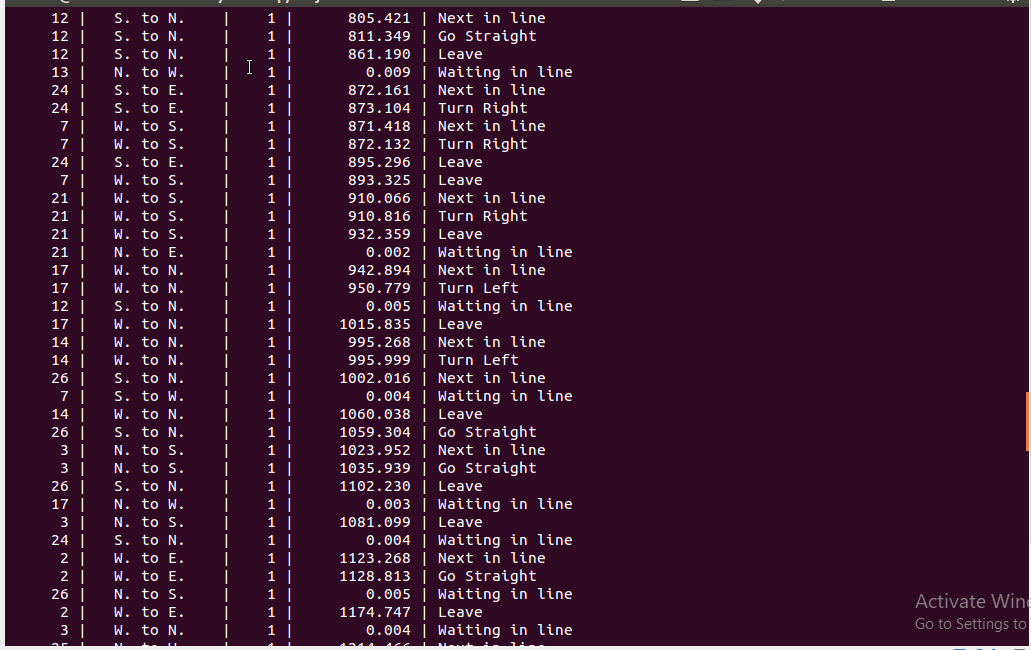 12 | S. to N. | 1 | 805.421 | Next in line
12 | S. to N. | 1 | 811.349 | Go Straight
12 | S. to N. | 1 | 861.190 | Leave
13 | N. to W. | 1 | 0.009 | Waiting in line
24 | S. to E. | 1 | 872.161 | Next in line
24 | S. to E. | 1 | 873.104 | Turn Right
7 | W. to S. | 1 | 871.418 | Next in line
7 | W. to S. | 1 | 872.132 | Turn Right
24 | S. to E. | 1 | 895.296 | Leave
7 | W. to S. | 1 | 893.325 | Leave
21 | W. to S. | 1 | 910.066 | Next in line
21 | W. to S. | 1 | 910.816 | Turn Right
21 | W. to S. | 1 | 932.359 | Leave
21 | N. to E. | 1 | 0.002 | Waiting in line
17 | W. to N. | 1 | 942.894 | Next in line
17 | W. to N. | 1 | 950.779 | Turn Left
12 | S. to N. | 1 | 0.005 | Waiting in line
17 | W. to N. | 1 | 1015.835 | Leave
14 | W. to N. | 1 | 995.268 | Next in line
14 | W. to N. | 1 | 995.999 | Turn Left
26 | S. to N. | 1 | 1002.016 | Next in line
7 | S. to W. | 1 | 0.004 | Waiting in line
14 | W. to N. | 1 | 1060.038 | Leave
26 | S. to N. | 1 | 1059.304 | Go Straight
3 | N. to S. | 1 | 1023.952 | Next in line
3 | N. to S. | 1 | 1035.939 | Go Straight
26 | S. to N. | 1 | 1102.230 | Leave
17 | N. to W. | 1 | 0.003 | Waiting in line
3 | N. to S. | 1 | 1081.099 | Leave
24 | S. to N. | 1 | 0.004 | Waiting in line
2 | W. to E. | 1 | 1123.268 | Next in line
2 | W. to E. | 1 | 1128.813 | Go Straight
26 | N. to S. | 1 | 0.005 | Waiting in line
2 | W. to E. | 1 | 1174.747 | Leave
3 | W. to N. | 1 | 0.004 | Waiting in line
Activate Win
Go to Settings to